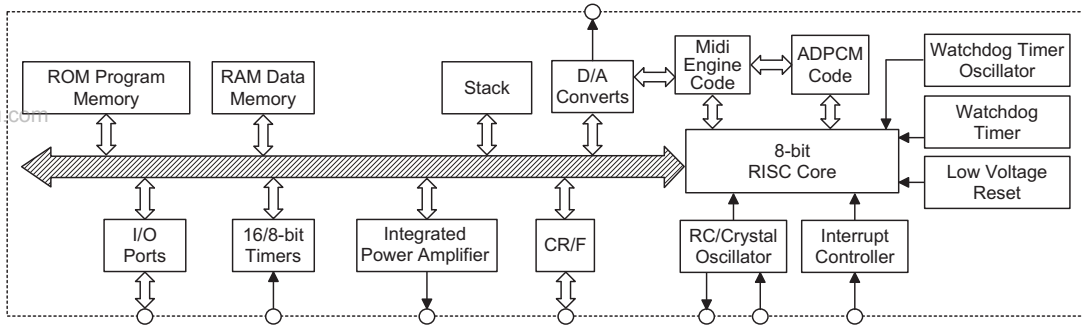 ROM Program
Memory
RAM Data
Memory
Stack
D/A
Converts
Midi
Engine
Code
ADPCM
Code
Watchdog Timer
Oscillator
Watchdog
Timer
Low Voltage
Reset
8-bit
RISC Core
.com
I/O
Ports
16/8-bit
Timers
Integrated
Power Amplifier
CR/F
RC/Crystal
Oscillator
Interrupt
Controller